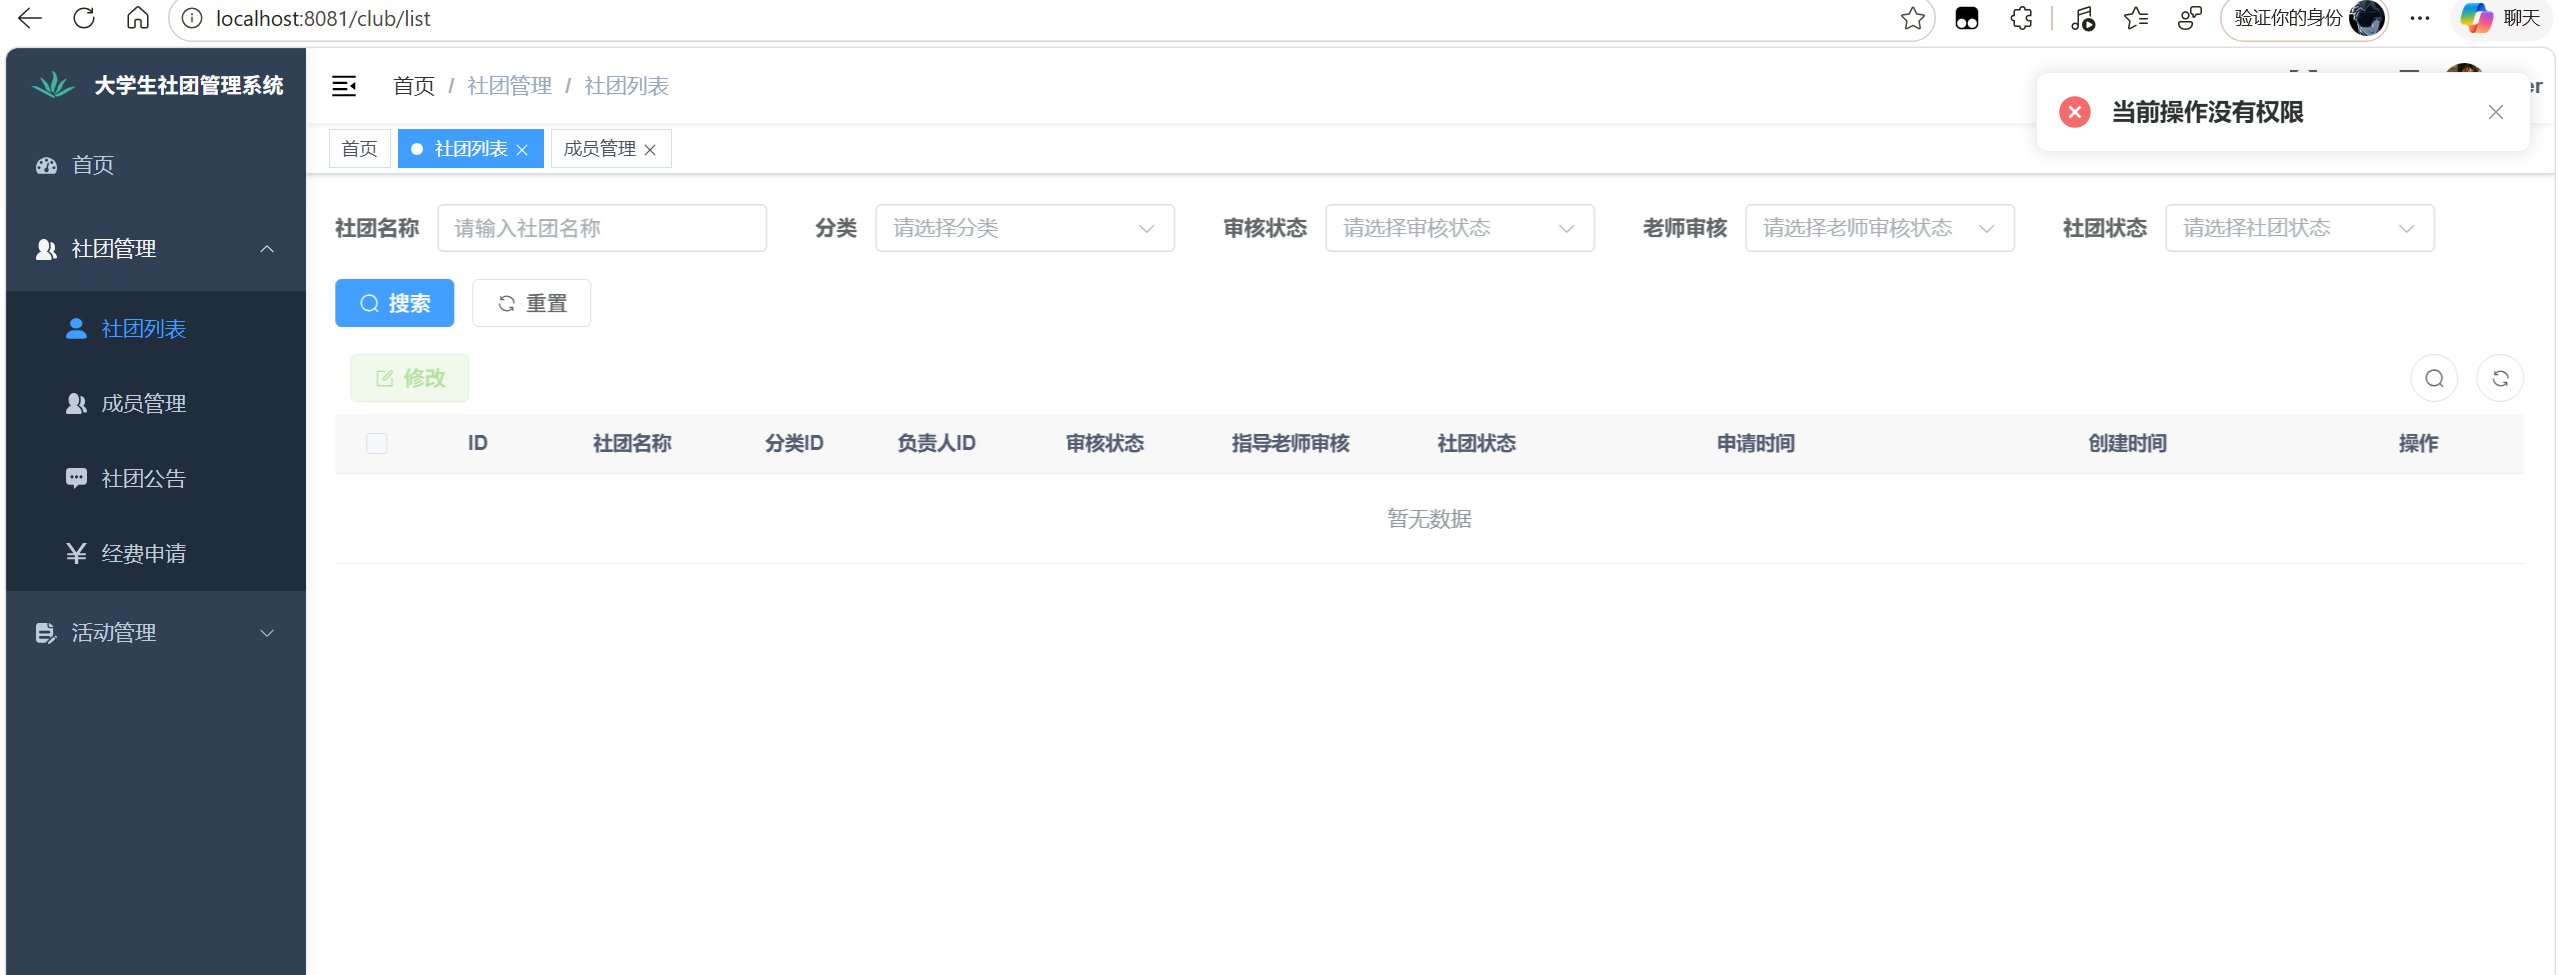 localhost:8081/club/list
验证你的身份
聊天
大学生社团管理系统
首页 / 社团管理 / 社团列表
当前操作没有权限
首页
社团列表
成员管理
首页
社团管理
社团列表
成员管理
社团公告
经费申请
活动管理
社团名称 请输入社团名称 分类 请选择分类 审核状态 请选择审核状态 老师审核 请选择老师审核状态 社团状态 请选择社团状态
搜索 重置
修改
ID 社团名称 分类ID 负责人ID 审核状态 指导老师审核 社团状态 申请时间 创建时间 操作
暂无数据